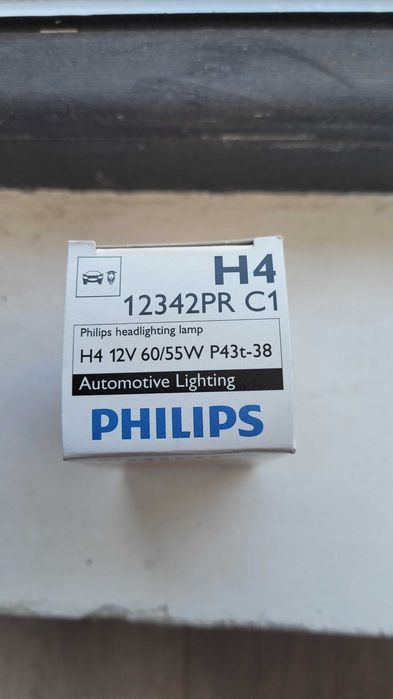 H4
12342PR C1
Philips headlighting lamp
H4 12V 60/55W P43t-38
Automotive Lighting
PHILIPS